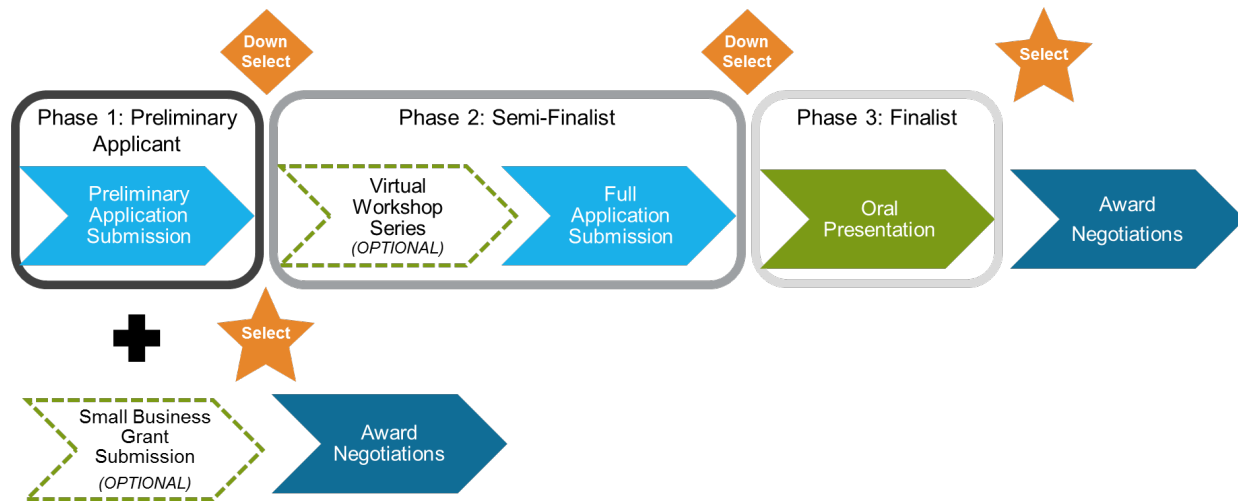 Down
Select
Down
Select
Select
Phase 1: Preliminary
Applicant
Phase 2: Semi-Finalist
Phase 3: Finalist
Preliminary
Application
Submission
Virtual
Workshop
Series
(OPTIONAL)
Full
Application
Submission
Oral
Presentation
Award
Negotiations
Select
Small Business
Grant
Submission
(OPTIONAL)
Award
Negotiations